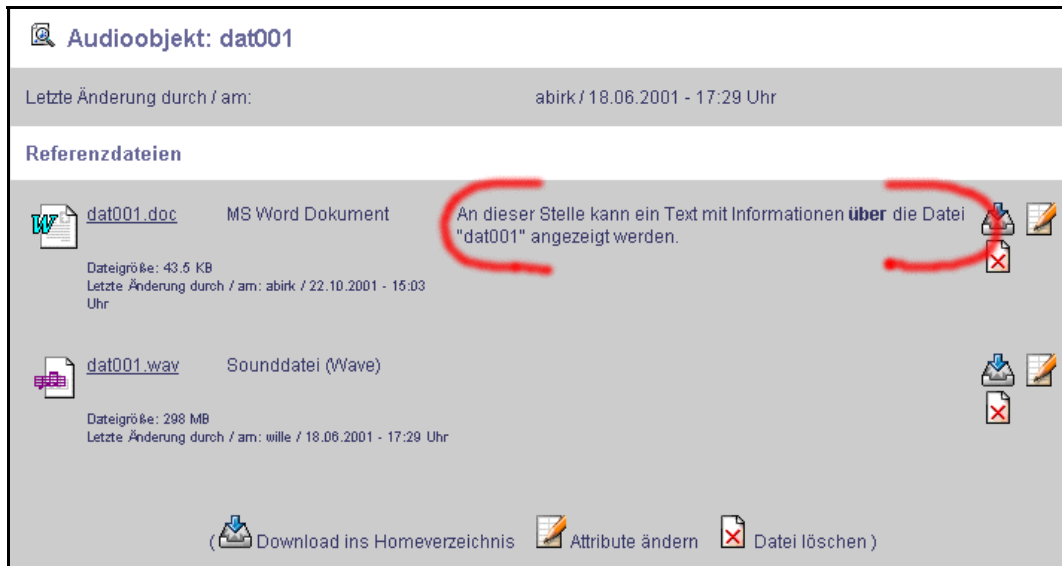 Audioobjekt: dat001
Letzte Änderung durch / am: abirk / 18.06.2001 - 17:29 Uhr
Referenzdateien
dat001.doc MS Word Dokument An dieser Stelle kann ein Text mit Informationen über die Datei
"dat001" angezeigt werden.
Dateigröße: 43.5 KB
Letzte Änderung durch / am: abirk / 22.10.2001 - 15:03
Uhr
dat001.wav Sounddatei (Wave)
Dateigröße: 298 MB
Letzte Änderung durch / am: wille / 18.06.2001 - 17:29 Uhr
( Download ins Homeverzeichnis Attribute ändern Datei löschen )